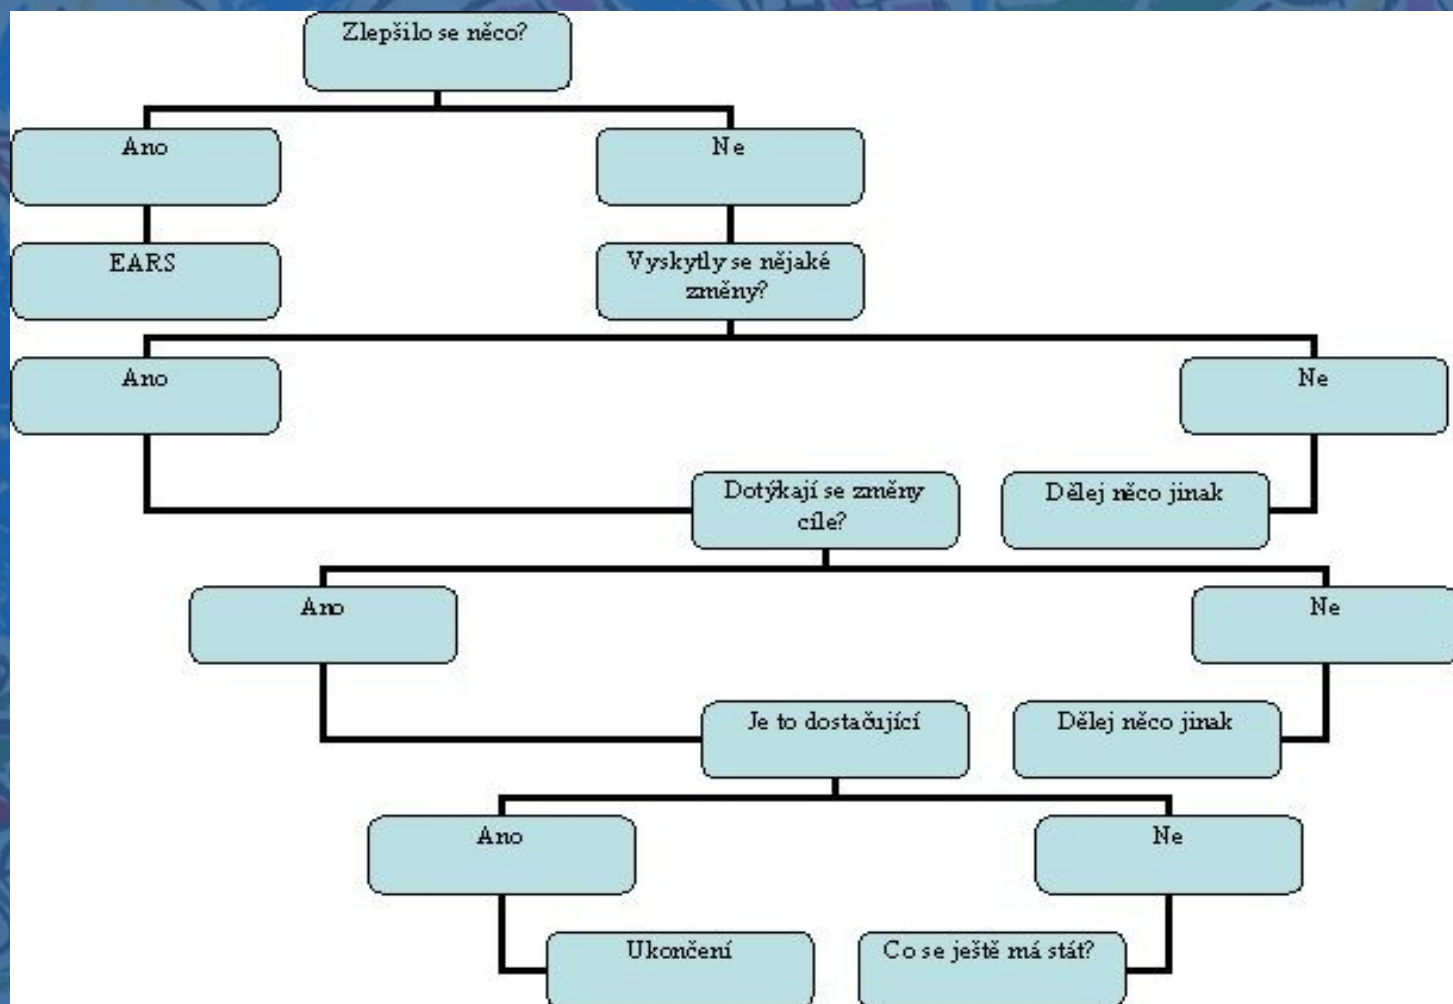 Zlepšilo se něco?
Ano
Ne
EARS
Vyskytly se nějaké
změny?
Ano
Ne
Dotýkají se změny
cíle?
Dělej něco jinak
Ano
Ne
Je to dostačující
Dělej něco jinak
Ano
Ne
Ukončení
Co se ještě má stát?